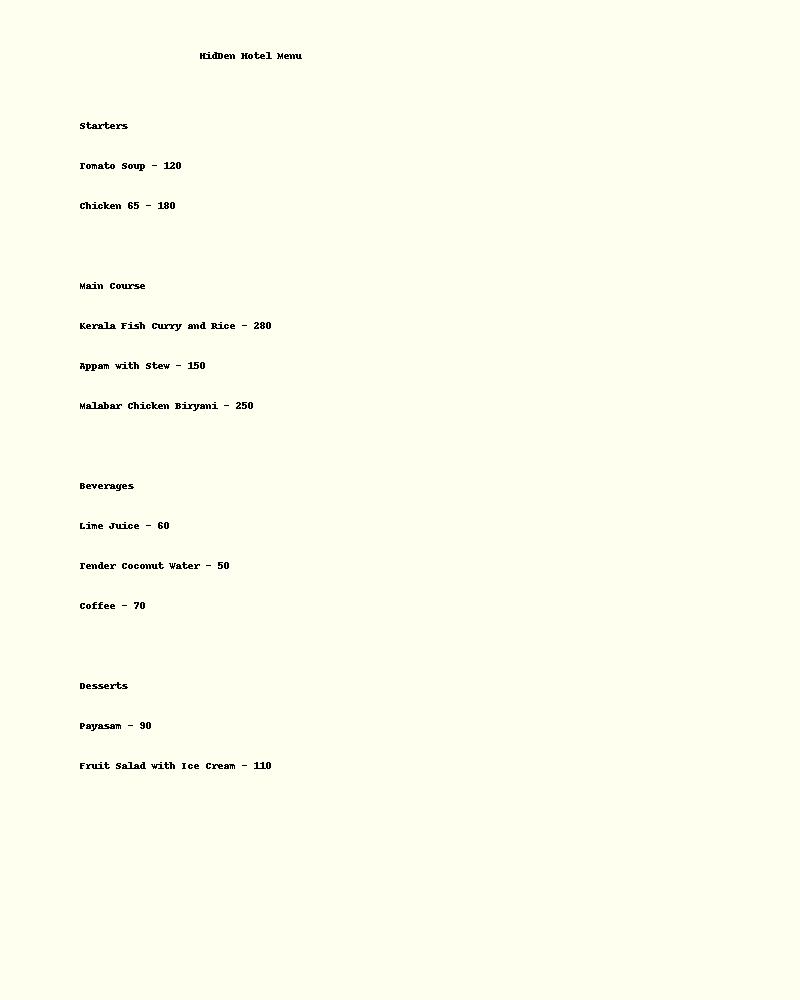 HidDen Hotel Menu
Starters
Tomato Soup - 120
Chicken 65 - 180
Main Course
Kerala Fish Curry and Rice - 280
Appam with Stew - 150
Malabar Chicken Biryani - 250
Beverages
Lime Juice - 60
Tender Coconut Water - 50
Coffee - 70
Desserts
Payasam - 90
Fruit Salad with Ice Cream - 110